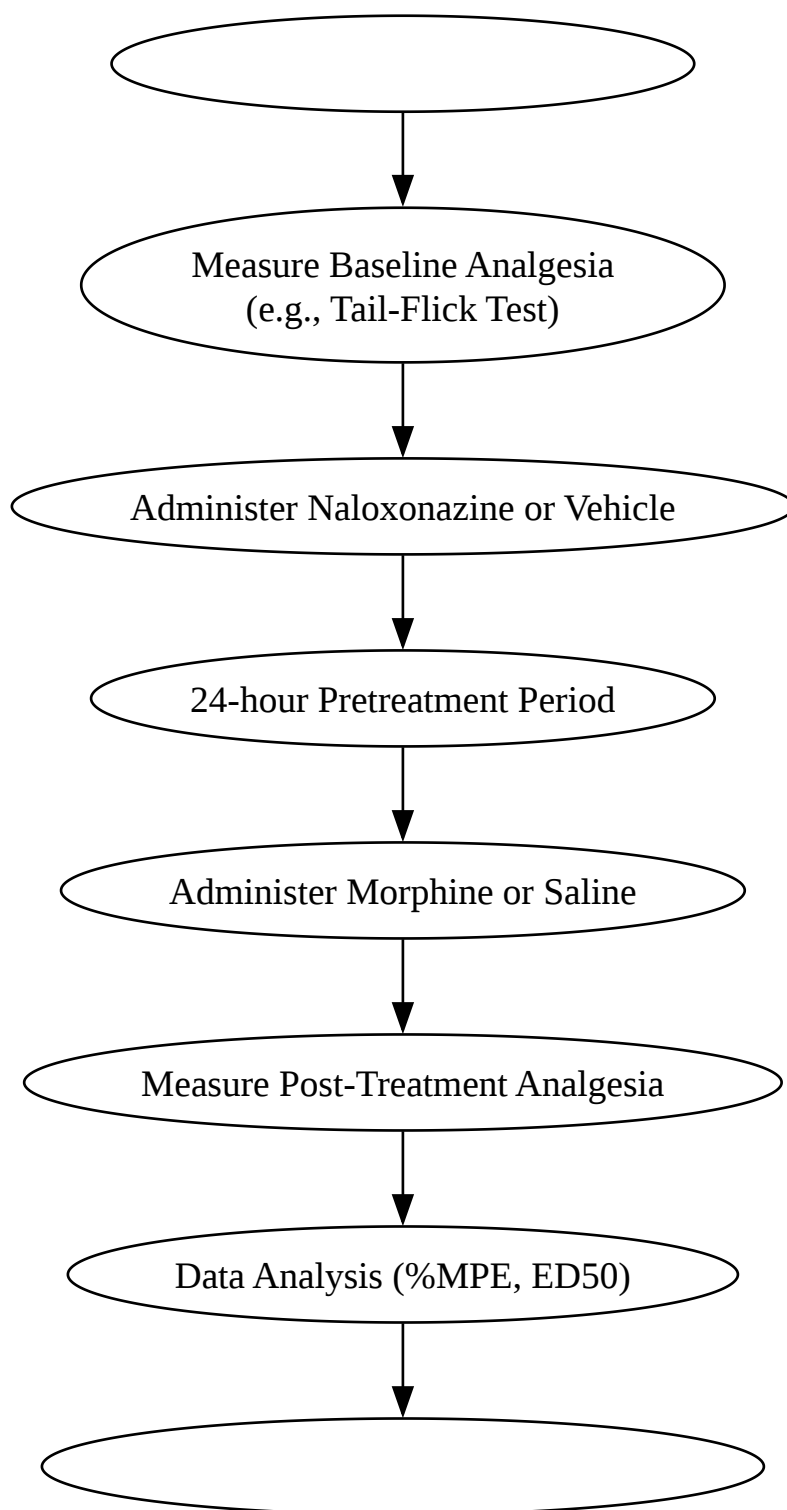 Measure Baseline Analgesia
(e.g., Tail-Flick Test)
Administer Naloxonazine or Vehicle
24-hour Pretreatment Period
Administer Morphine or Saline
Measure Post-Treatment Analgesia
Data Analysis (%MPE, ED50)